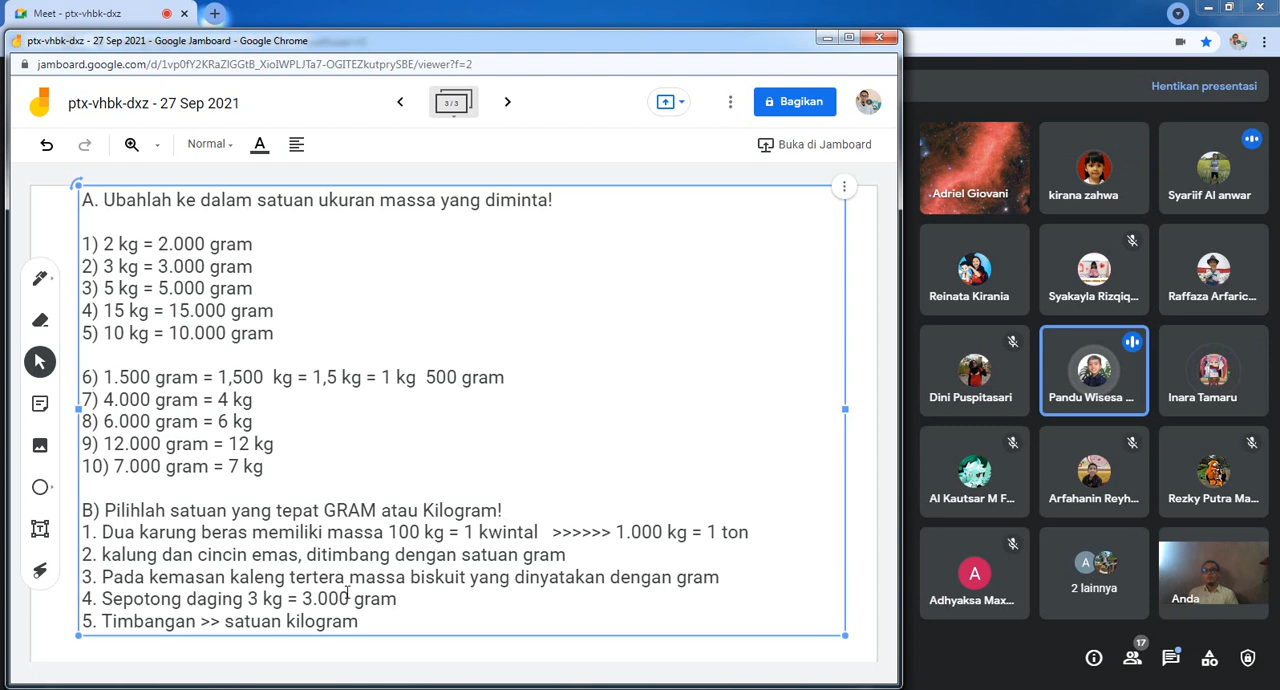 Meet - ptx-vhbk-dxz
ptx-vhbk-dxz - 27 Sep 2021 - Google Jamboard - Google Chrome
jamboard.google.com/d/1vp0fY2KRaZIGGtB_XioIWPLJTa7-OGITEZkutprySBE/viewer?f=2
ptx-vhbk-dxz - 27 Sep 2021
3 / 3
Bagikan
Normal
A
Buka di Jamboard
A. Ubahlah ke dalam satuan ukuran massa yang diminta!
1) 2 kg = 2.000 gram
2) 3 kg = 3.000 gram
3) 5 kg = 5.000 gram
4) 15 kg = 15.000 gram
5) 10 kg = 10.000 gram
6) 1.500 gram = 1,500  kg = 1,5 kg = 1 kg  500 gram
7) 4.000 gram = 4 kg
8) 6.000 gram = 6 kg
9) 12.000 gram = 12 kg
10) 7.000 gram = 7 kg
B) Pilihlah satuan yang tepat GRAM atau Kilogram!
1. Dua karung beras memiliki massa 100 kg = 1 kwintal   >>>>>> 1.000 kg = 1 ton
2. kalung dan cincin emas, ditimbang dengan satuan gram
3. Pada kemasan kaleng tertera massa biskuit yang dinyatakan dengan gram
4. Sepotong daging 3 kg = 3.000 gram
5. Timbangan >> satuan kilogram
Hentikan presentasi
Adriel Giovani
kirana zahwa
Syariif Al anwar
Reinata Kirania
Syakayla Rizqiq...
Raffaza Arfaric...
Dini Puspitasari
Pandu Wisesa ...
Inara Tamaru
Al Kautsar M F...
Arfahanin Reyh...
Rezky Putra Ma...
A
Adhyaksa Max...
A
2 lainnya
Anda
17